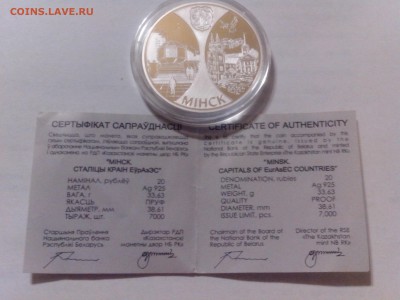 COINS.LAVE.RU
МІНСК
СЕРТЫФІКАТ САПРАЎДНАСЦІ
"МІНСК.
СТАЛІЦЫ КРАІН ЕўрАзЭС"
НАМІНАЛ, рублёў 20
МЕТАЛ Ag 925
ВАГА, г 33,63
ЯКАСЦЬ ПРУФ
ДЫЯМЕТР, мм 38,61
ТЫРАЖ, шт 7000
Старшыня Праўлення
Нацыянальнага банка
Рэспублікі Беларусь
Дырэктар РДП
«Казахстанскі
манетны двор НБ РК»
CERTIFICATE OF AUTHENTICITY
"MINSK.
CAPITALS OF EurAsEC COUNTRIES"
DENOMINATION, rubles 20
METAL Ag 925
WEIGHT, g 33.63
QUALITY PROOF
DIAMETER, mm 38.61
ISSUE LIMIT, pcs. 7,000
Chairman of the Board
of the National Bank of the
Republic of Belarus
Director of the RSE
«the Kazakhstan
mint NB RK»